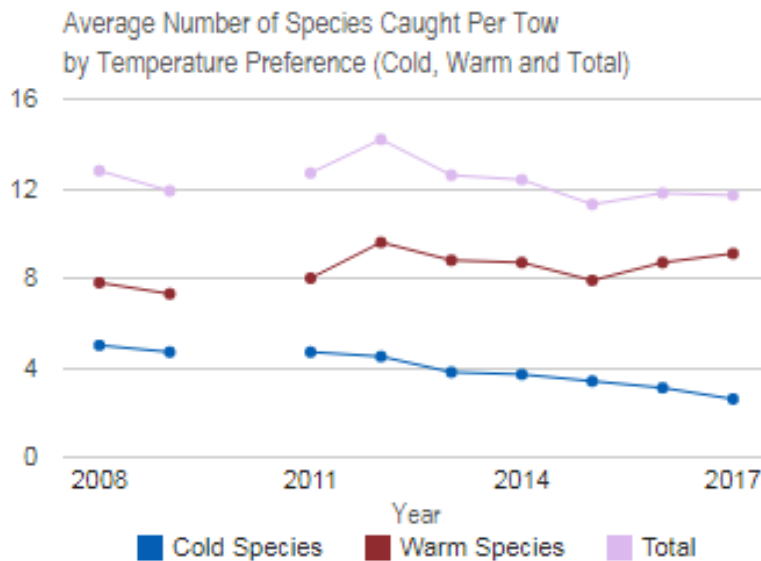 Average Number of Species Caught Per Tow
by Temperature Preference (Cold, Warm and Total)
16
12
8
4
0
2008 2011 2014 2017
Year
Cold Species Warm Species Total